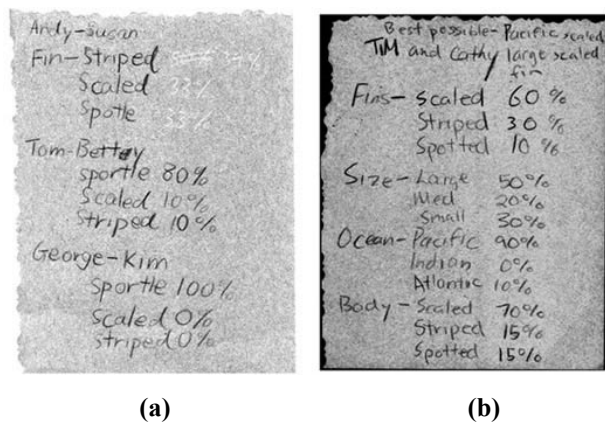 Andy-Susan
Fin-Striped
Scaled 33%
Spotle 33%
Tom-Bettey
sportle 80%
Scaled 10%
Striped 10%
George-Kim
Sportle 100%
scaled 0%
striped 0%
(a)
Best possible- Pacific scaled
TIM and Cathy large scaled
fin
Fins- Scaled 60%
Striped 30%
Spotted 10%
Size- Large 50%
Med 20%
Small 30%
Ocean- Pacific 90%
Indian 0%
Atlantic 10%
Body- Scaled 70%
Striped 15%
Spotted 15%
(b)